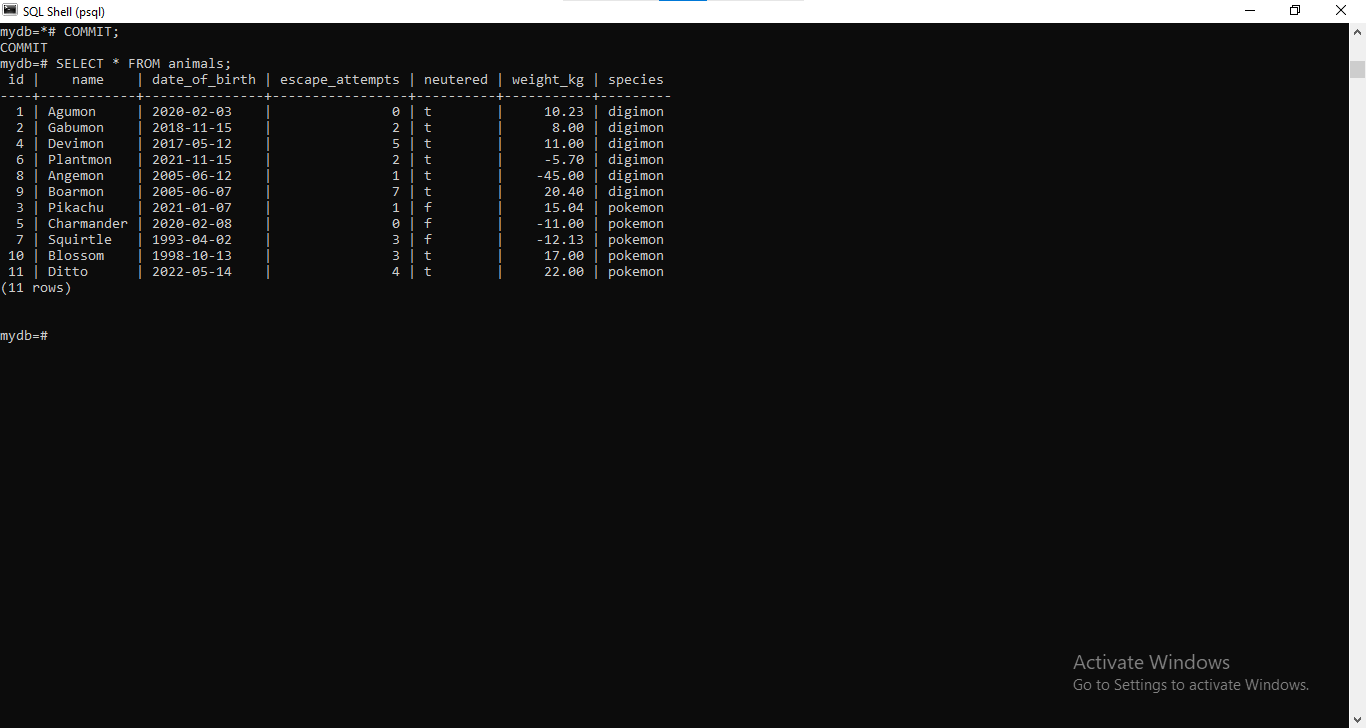 SQL Shell (psql)
mydb=*# COMMIT;
COMMIT
mydb=# SELECT * FROM animals;
 id |    name    | date_of_birth | escape_attempts | neutered | weight_kg | species
----+------------+---------------+-----------------+----------+-----------+---------
  1 | Agumon     | 2020-02-03    |               0 | t        |     10.23 | digimon
  2 | Gabumon    | 2018-11-15    |               2 | t        |      8.00 | digimon
  4 | Devimon    | 2017-05-12    |               5 | t        |     11.00 | digimon
  6 | Plantmon   | 2021-11-15    |               2 | t        |     -5.70 | digimon
  8 | Angemon    | 2005-06-12    |               1 | t        |    -45.00 | digimon
  9 | Boarmon    | 2005-06-07    |               7 | t        |     20.40 | digimon
  3 | Pikachu    | 2021-01-07    |               1 | f        |     15.04 | pokemon
  5 | Charmander | 2020-02-08    |               0 | f        |    -11.00 | pokemon
  7 | Squirtle   | 1993-04-02    |               3 | f        |    -12.13 | pokemon
 10 | Blossom    | 1998-10-13    |               3 | t        |     17.00 | pokemon
 11 | Ditto      | 2022-05-14    |               4 | t        |     22.00 | pokemon
(11 rows)
mydb=#
Activate Windows
Go to Settings to activate Windows.